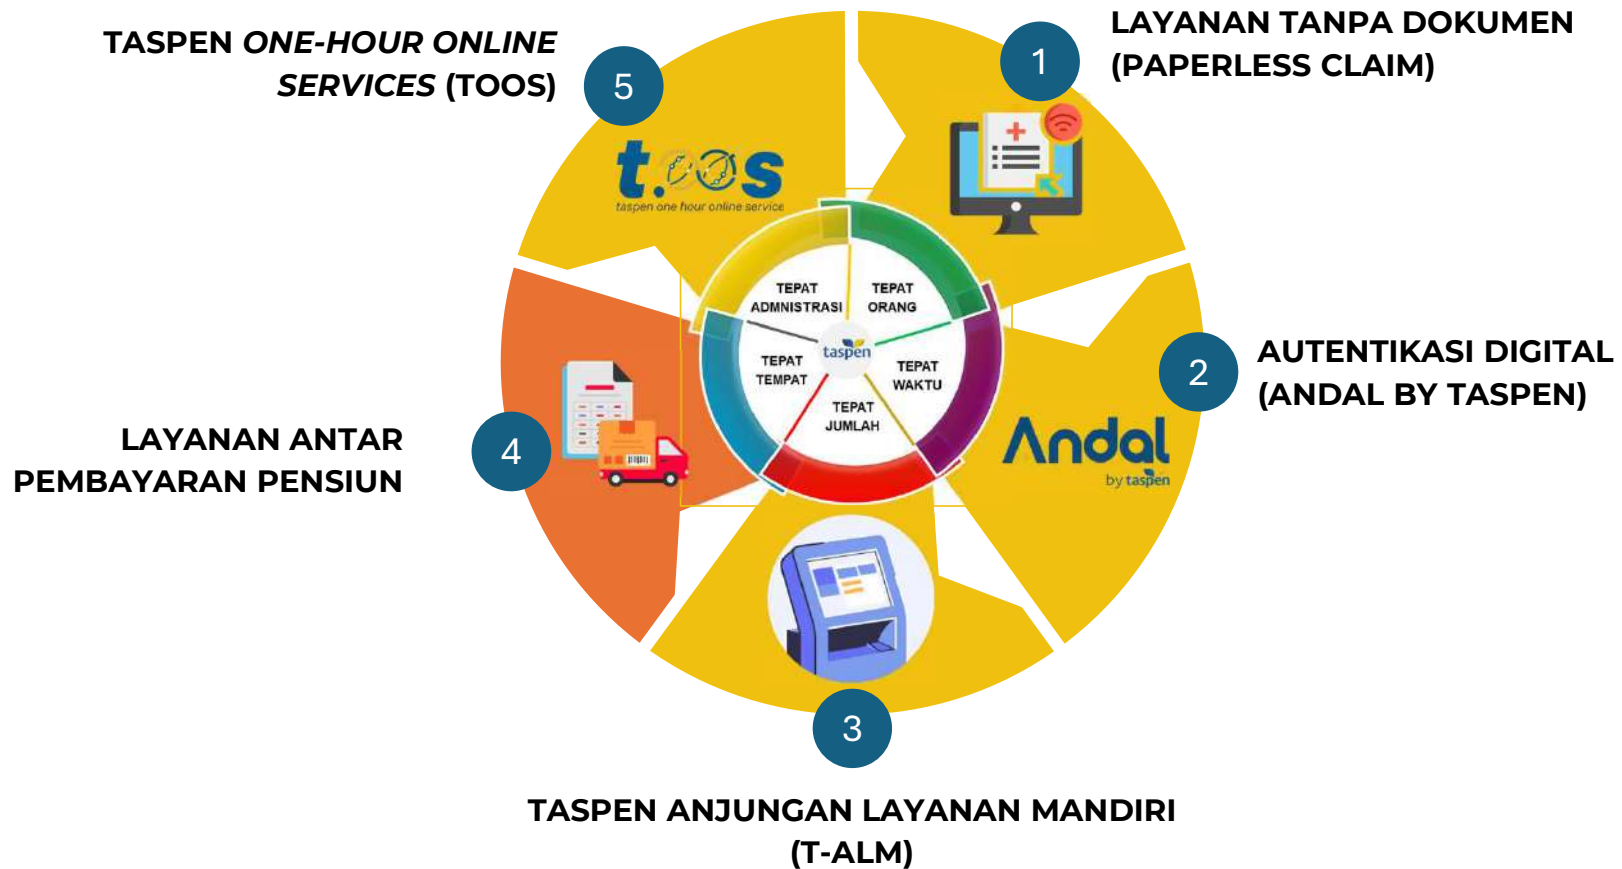 TASPEN ONE-HOUR ONLINE
SERVICES (TOOS)
5
t.oos
taspen one hour online service
1
LAYANAN TANPA DOKUMEN
(PAPERLESS CLAIM)
TEPAT
ADMNISTRASI
TEPAT
ORANG
TEPAT
TEMPAT
taspen
TEPAT
WAKTU
TEPAT
JUMLAH
2
AUTENTIKASI DIGITAL
(ANDAL BY TASPEN)
Andal
by taspen
LAYANAN ANTAR
PEMBAYARAN PENSIUN
4
3
TASPEN ANJUNGAN LAYANAN MANDIRI
(T-ALM)